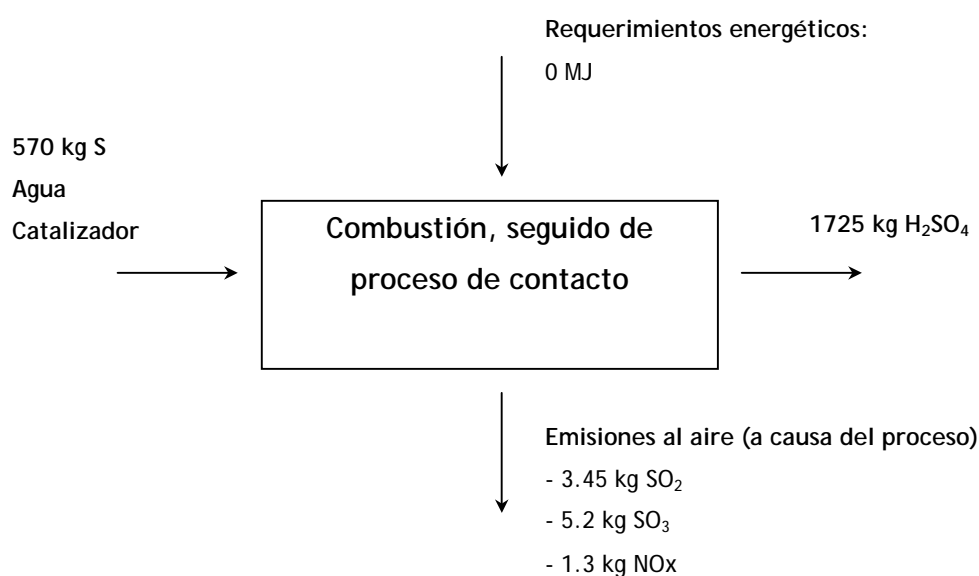 Requerimientos energéticos:
0 MJ
570 kg S
Agua
Catalizador
Combustión, seguido de
proceso de contacto
1725 kg H₂SO₄
Emisiones al aire (a causa del proceso)
- 3.45 kg SO₂
- 5.2 kg SO₃
- 1.3 kg NOx